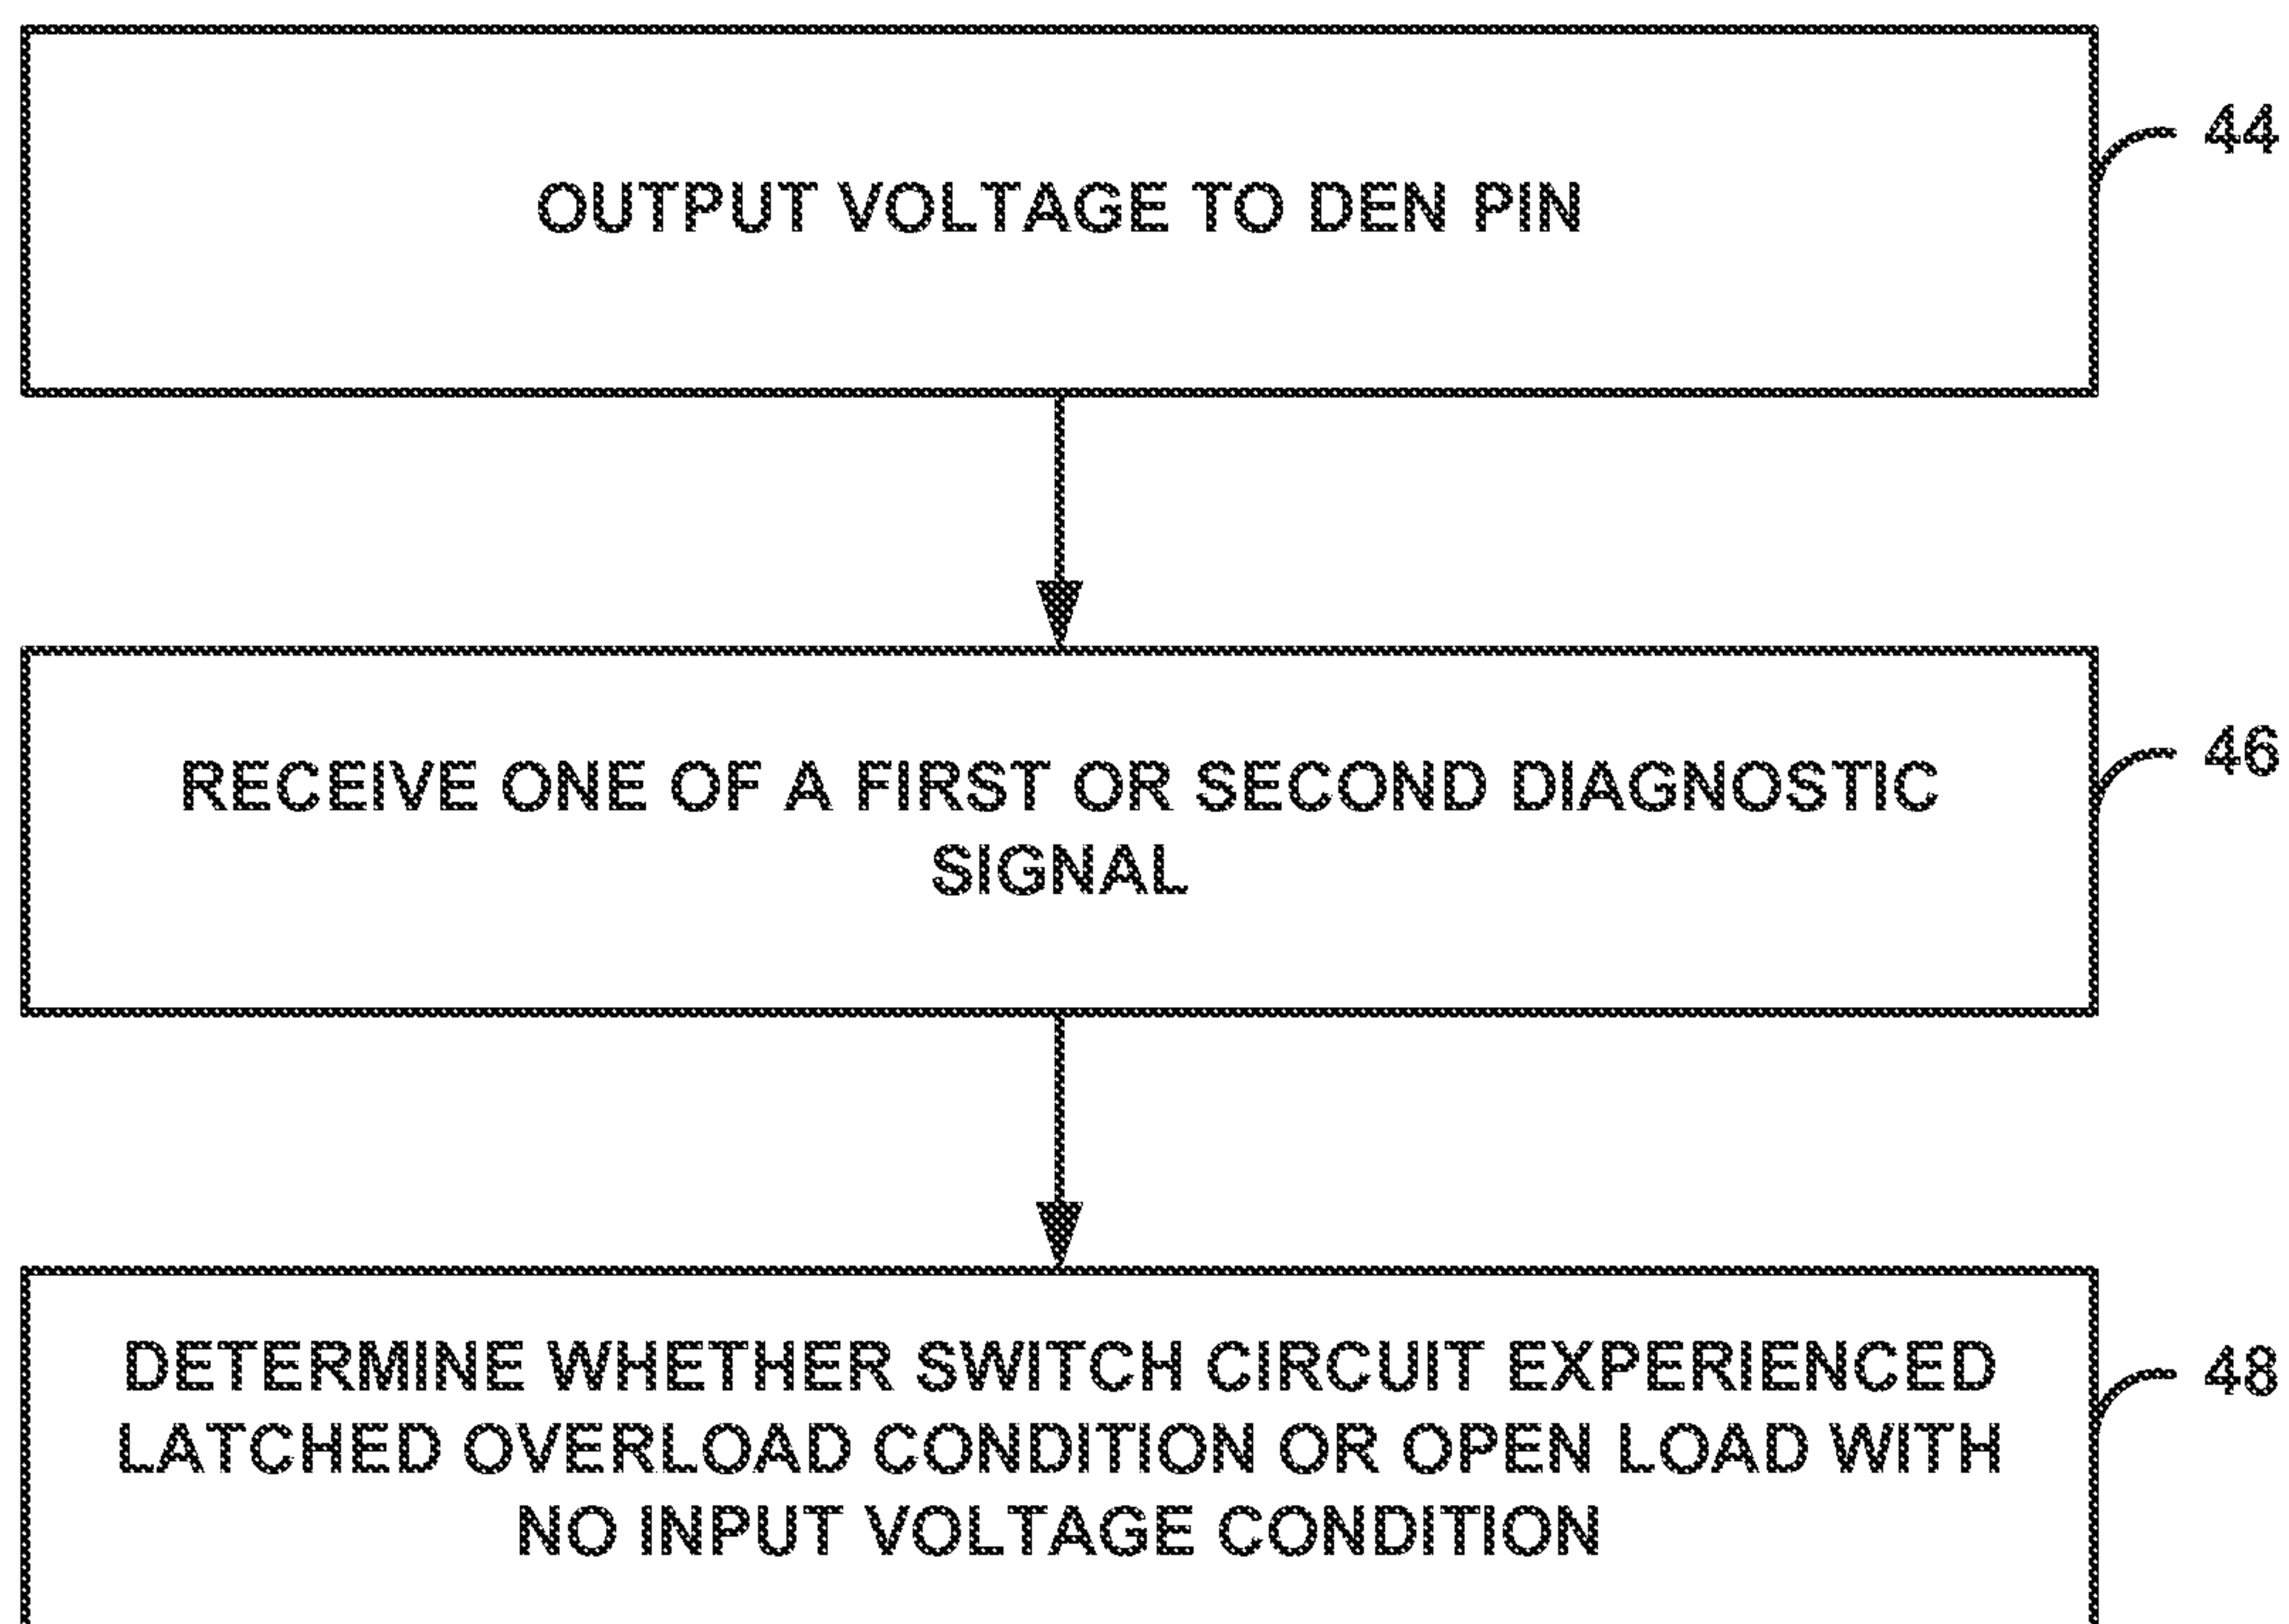 OUTPUT VOLTAGE TO DEN PIN
44
RECEIVE ONE OF A FIRST OR SECOND DIAGNOSTIC
SIGNAL
46
DETERMINE WHETHER SWITCH CIRCUIT EXPERIENCED
LATCHED OVERLOAD CONDITION OR OPEN LOAD WITH
NO INPUT VOLTAGE CONDITION
48